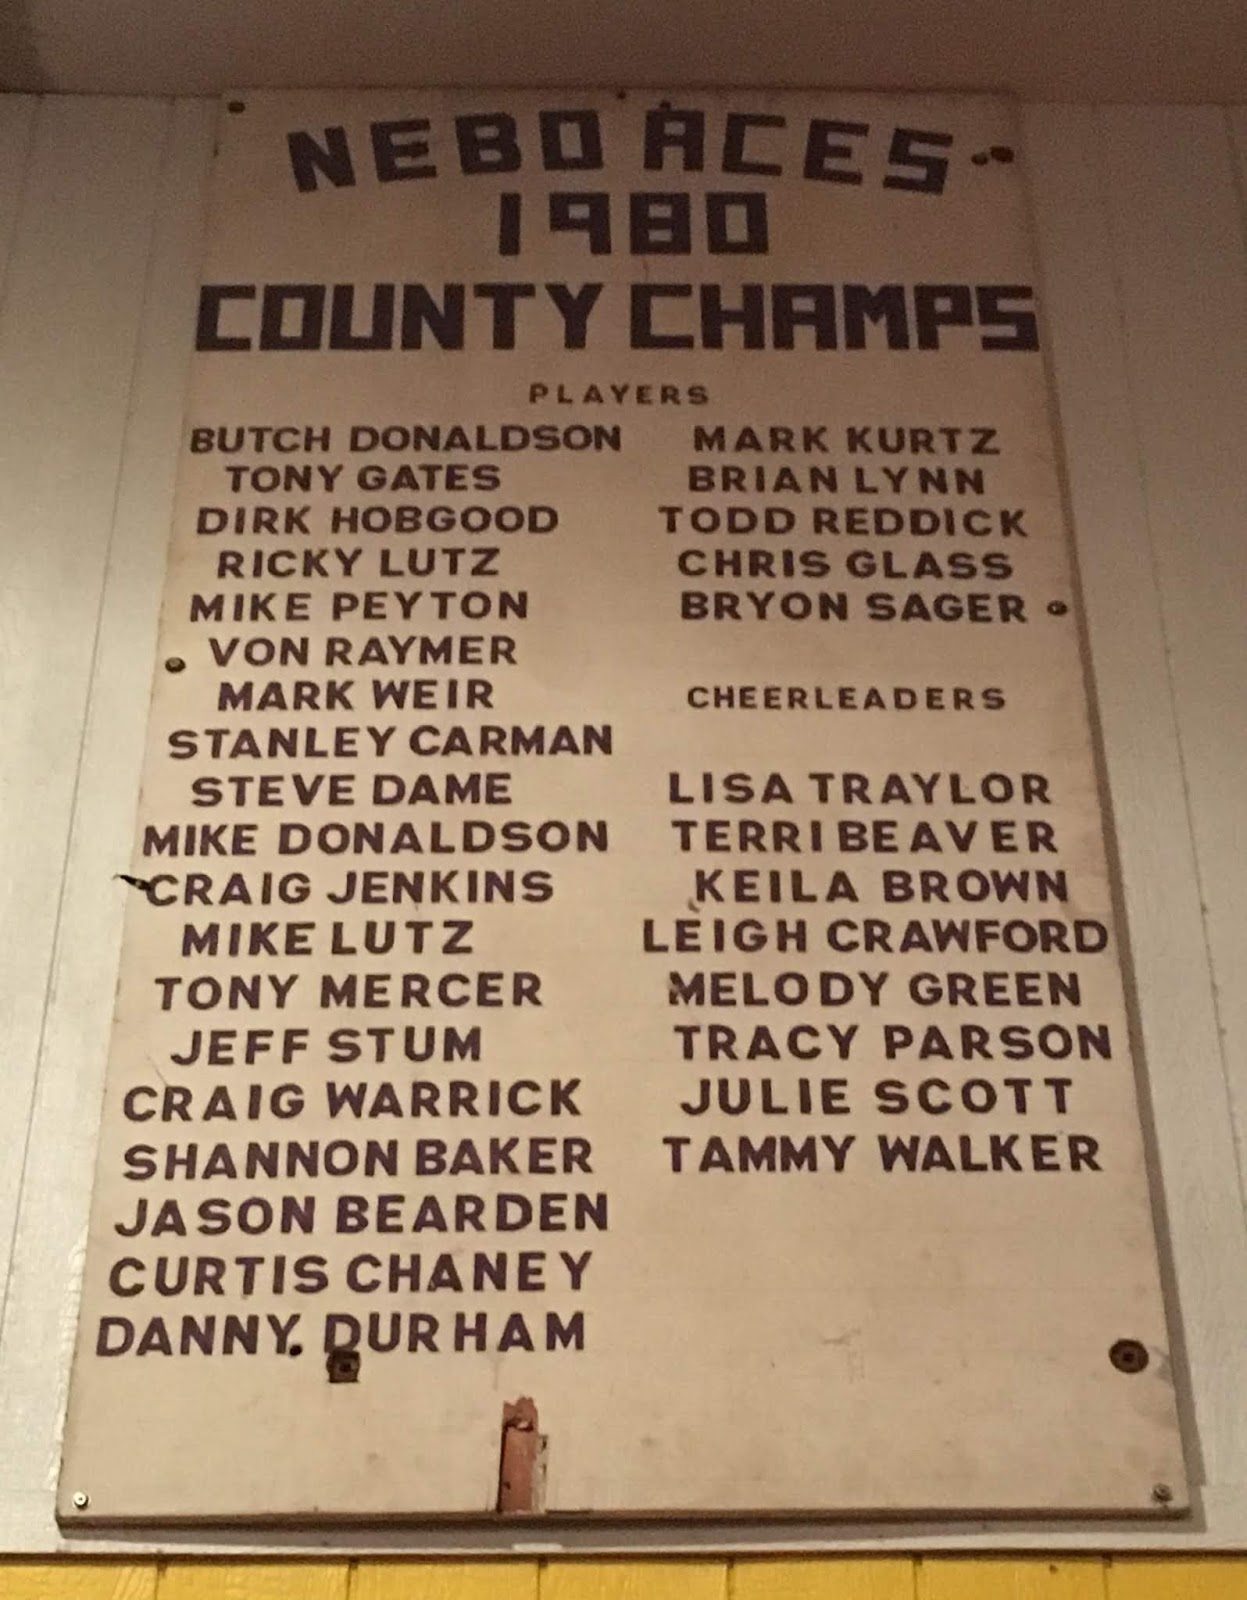 NEBO ACES
1980
COUNTY CHAMPS
PLAYERS
BUTCH DONALDSON
TONY GATES
DIRK HOBGOOD
RICKY LUTZ
MIKE PEYTON
VON RAYMER
MARK WEIR
STANLEY CARMAN
STEVE DAME
MIKE DONALDSON
CRAIG JENKINS
MIKE LUTZ
TONY MERCER
JEFF STUM
CRAIG WARRICK
SHANNON BAKER
JASON BEARDEN
CURTIS CHANEY
DANNY DURHAM
MARK KURTZ
BRIAN LYNN
TODD REDDICK
CHRIS GLASS
BRYON SAGER
CHEERLEADERS
LISA TRAYLOR
TERRI BEAVER
KEILA BROWN
LEIGH CRAWFORD
MELODY GREEN
TRACY PARSON
JULIE SCOTT
TAMMY WALKER